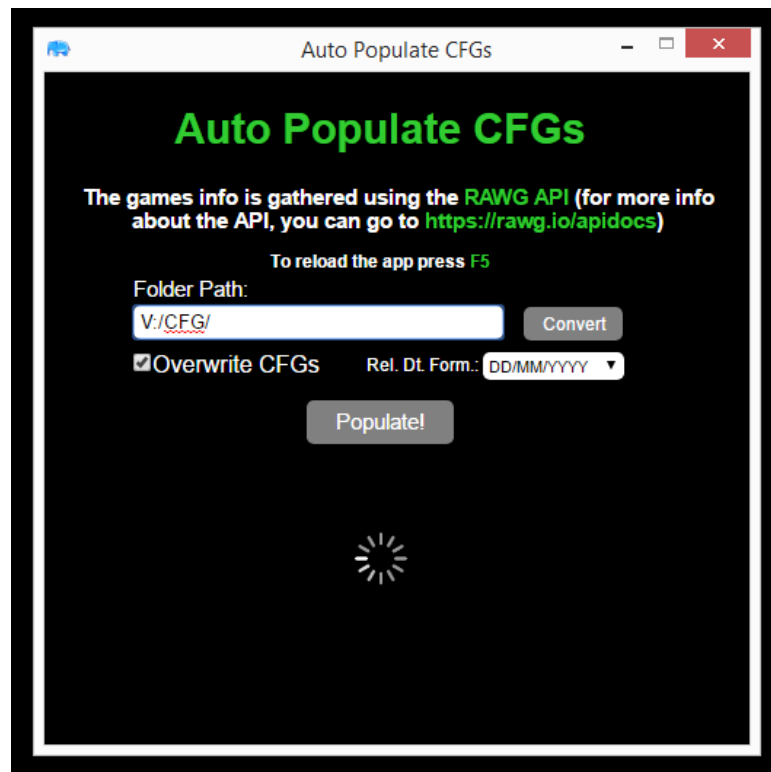 Auto Populate CFGs
Auto Populate CFGs
The games info is gathered using the RAWG API (for more info
about the API, you can go to https://rawg.io/apidocs)
To reload the app press F5
Folder Path:
V:/CFG/
Convert
Overwrite CFGs Rel. Dt. Form.: DD/MM/YYYY
Populate!